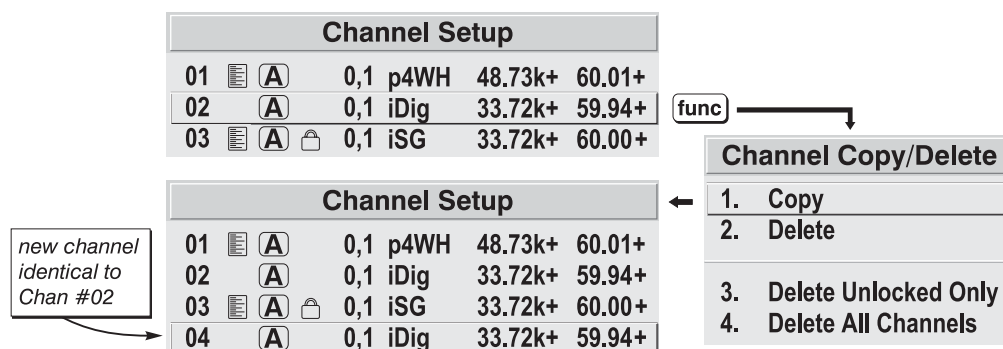 Channel Setup
01 A 0,1 p4WH 48.73k+ 60.01+
02 A 0,1 iDig 33.72k+ 59.94+
03 A 0,1 iSG 33.72k+ 60.00+
func
Channel Copy/Delete
1. Copy
2. Delete
3. Delete Unlocked Only
4. Delete All Channels
Channel Setup
01 A 0,1 p4WH 48.73k+ 60.01+
02 A 0,1 iDig 33.72k+ 59.94+
03 A 0,1 iSG 33.72k+ 60.00+
04 A 0,1 iDig 33.72k+ 59.94+
new channel
identical to
Chan #02